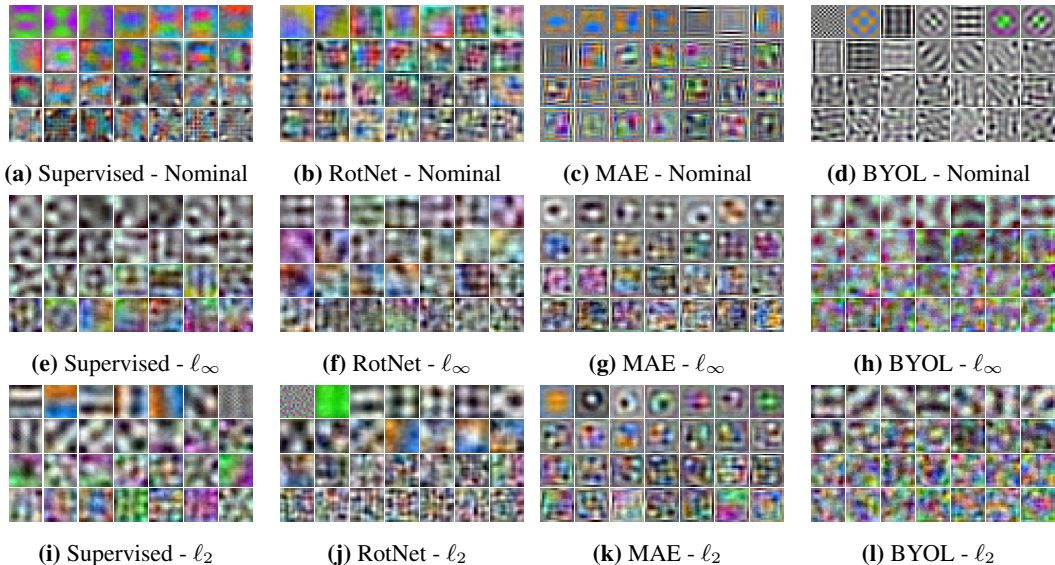 (a) Supervised - Nominal (b) RotNet - Nominal (c) MAE - Nominal (d) BYOL - Nominal
(e) Supervised - ℓ∞ (f) RotNet - ℓ∞ (g) MAE - ℓ∞ (h) BYOL - ℓ∞
(i) Supervised - ℓ2 (j) RotNet - ℓ2 (k) MAE - ℓ2 (l) BYOL - ℓ2